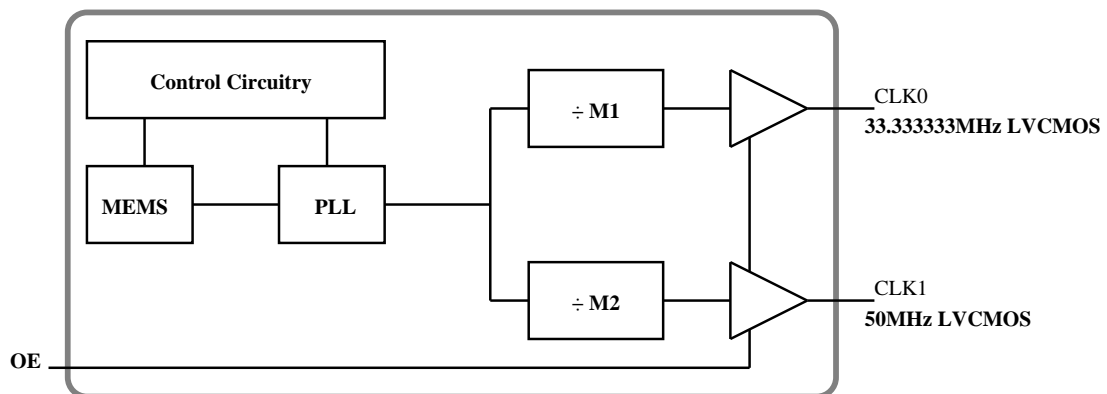 Control Circuitry
MEMS
PLL
÷ M1
÷ M2
CLK0
33.333333MHz LVCMOS
CLK1
50MHz LVCMOS
OE